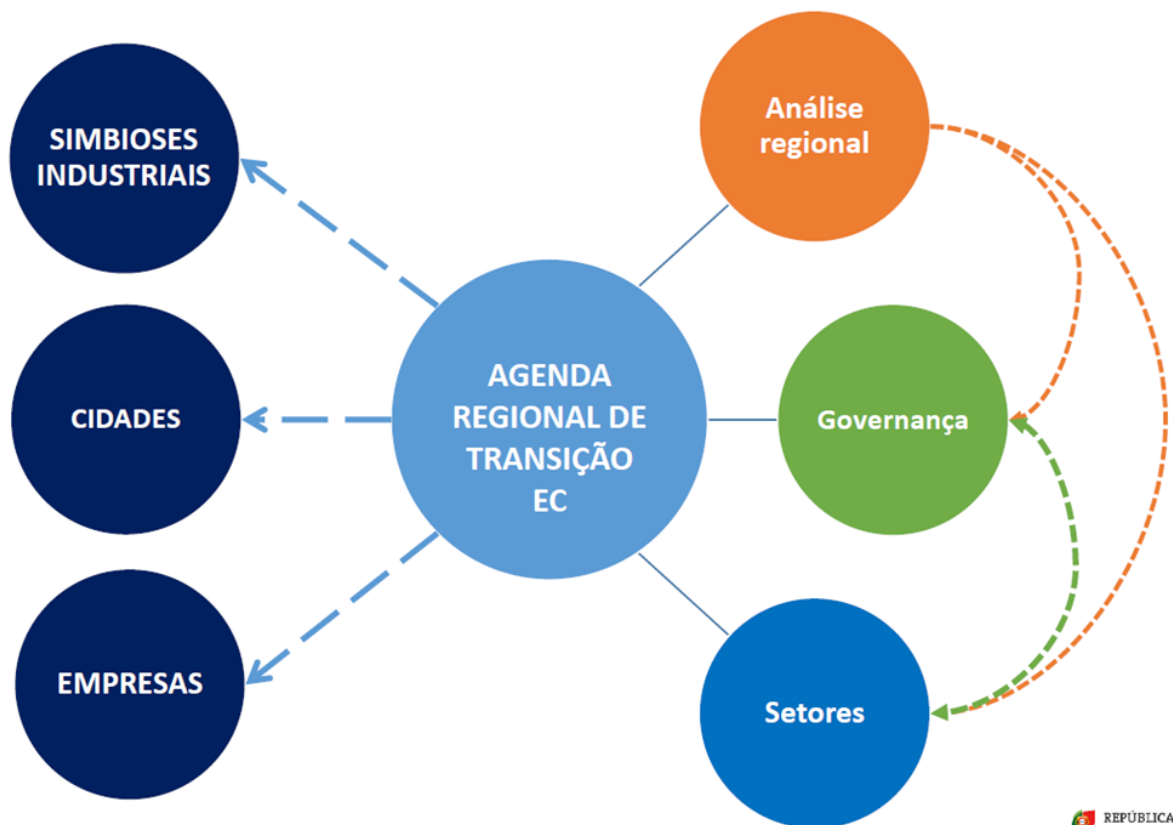 SIMBIOSES
INDUSTRIAIS
CIDADES
EMPRESAS
AGENDA
REGIONAL DE
TRANSIÇÃO
EC
Análise
regional
Governança
Setores
REPÚBLICA